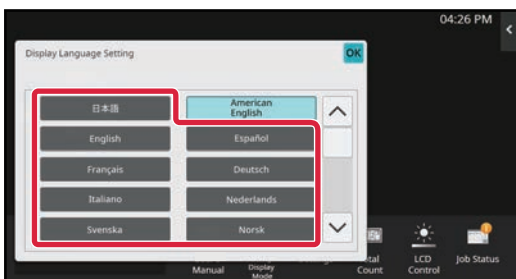 04:26 PM
Display Language Setting
OK
日本語
American
English
English
Español
Français
Deutsch
Italiano
Nederlands
Svenska
Norsk
Manual
Display
Mode
Count
LCD
Control
Job Status